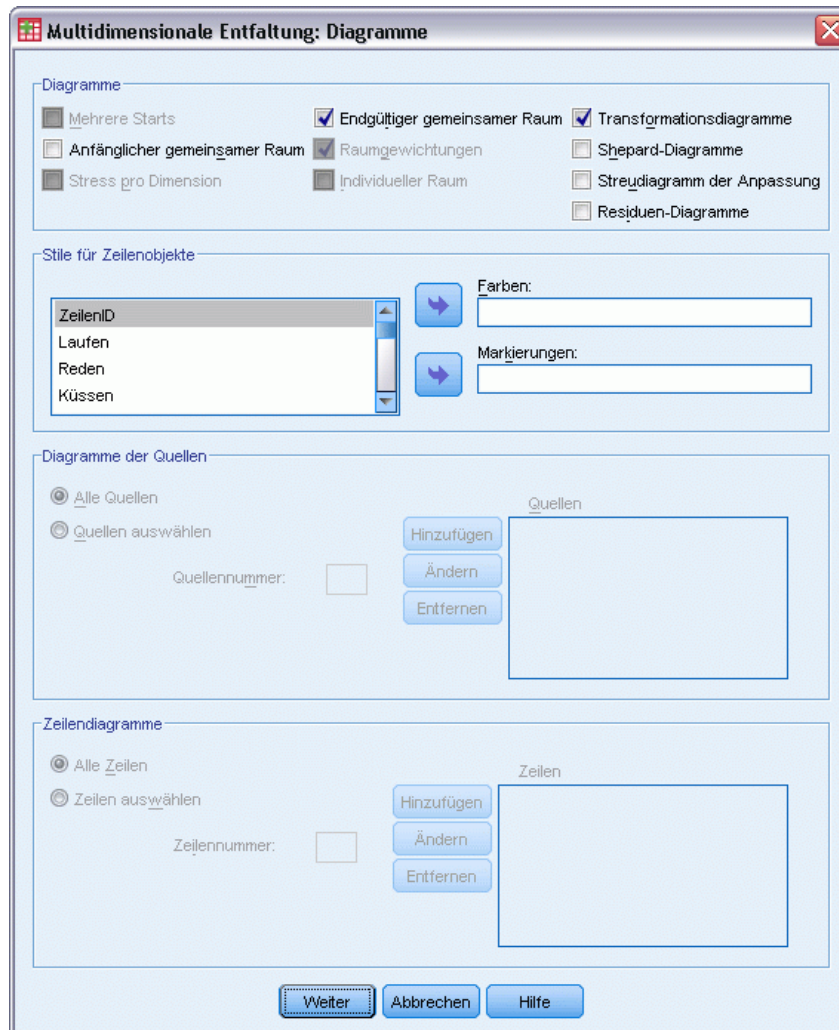 Multidimensionale Entfaltung: Diagramme
Diagramme
Mehrere Starts
Endgültiger gemeinsamer Raum
Transformationsdiagramme
Anfänglicher gemeinsamer Raum
Raumgewichtungen
Shepard-Diagramme
Stress pro Dimension
Individueller Raum
Streudiagramm der Anpassung
Residuen-Diagramme
Stile für Zeilenobjekte
ZeilenID
Laufen
Reden
Küssen
Farben:
Markierungen:
Diagramme der Quellen
Alle Quellen
Quellen auswählen
Quellennummer:
Hinzufügen
Ändern
Entfernen
Quellen
Zeilendiagramme
Alle Zeilen
Zeilen auswählen
Zeilennummer:
Hinzufügen
Ändern
Entfernen
Zeilen
Weiter
Abbrechen
Hilfe